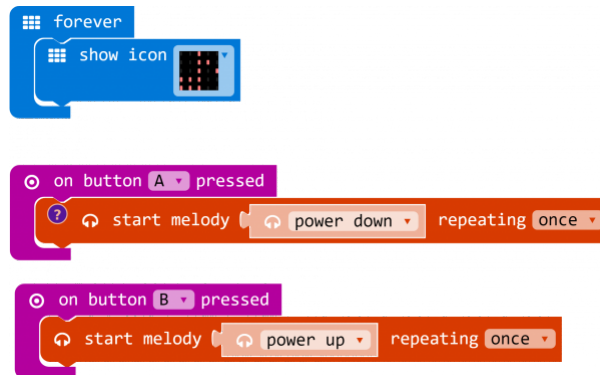 forever
show icon
on button A pressed
? start melody power down repeating once
on button B pressed
start melody power up repeating once